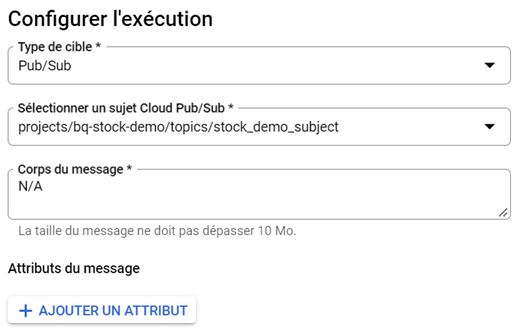 Configurer l'exécution
Type de cible *
Pub/Sub
Sélectionner un sujet Cloud Pub/Sub *
projects/bq-stock-demo/topics/stock_demo_subject
Corps du message *
N/A
La taille du message ne doit pas dépasser 10 Mo.
Attributs du message
+ AJOUTER UN ATTRIBUT